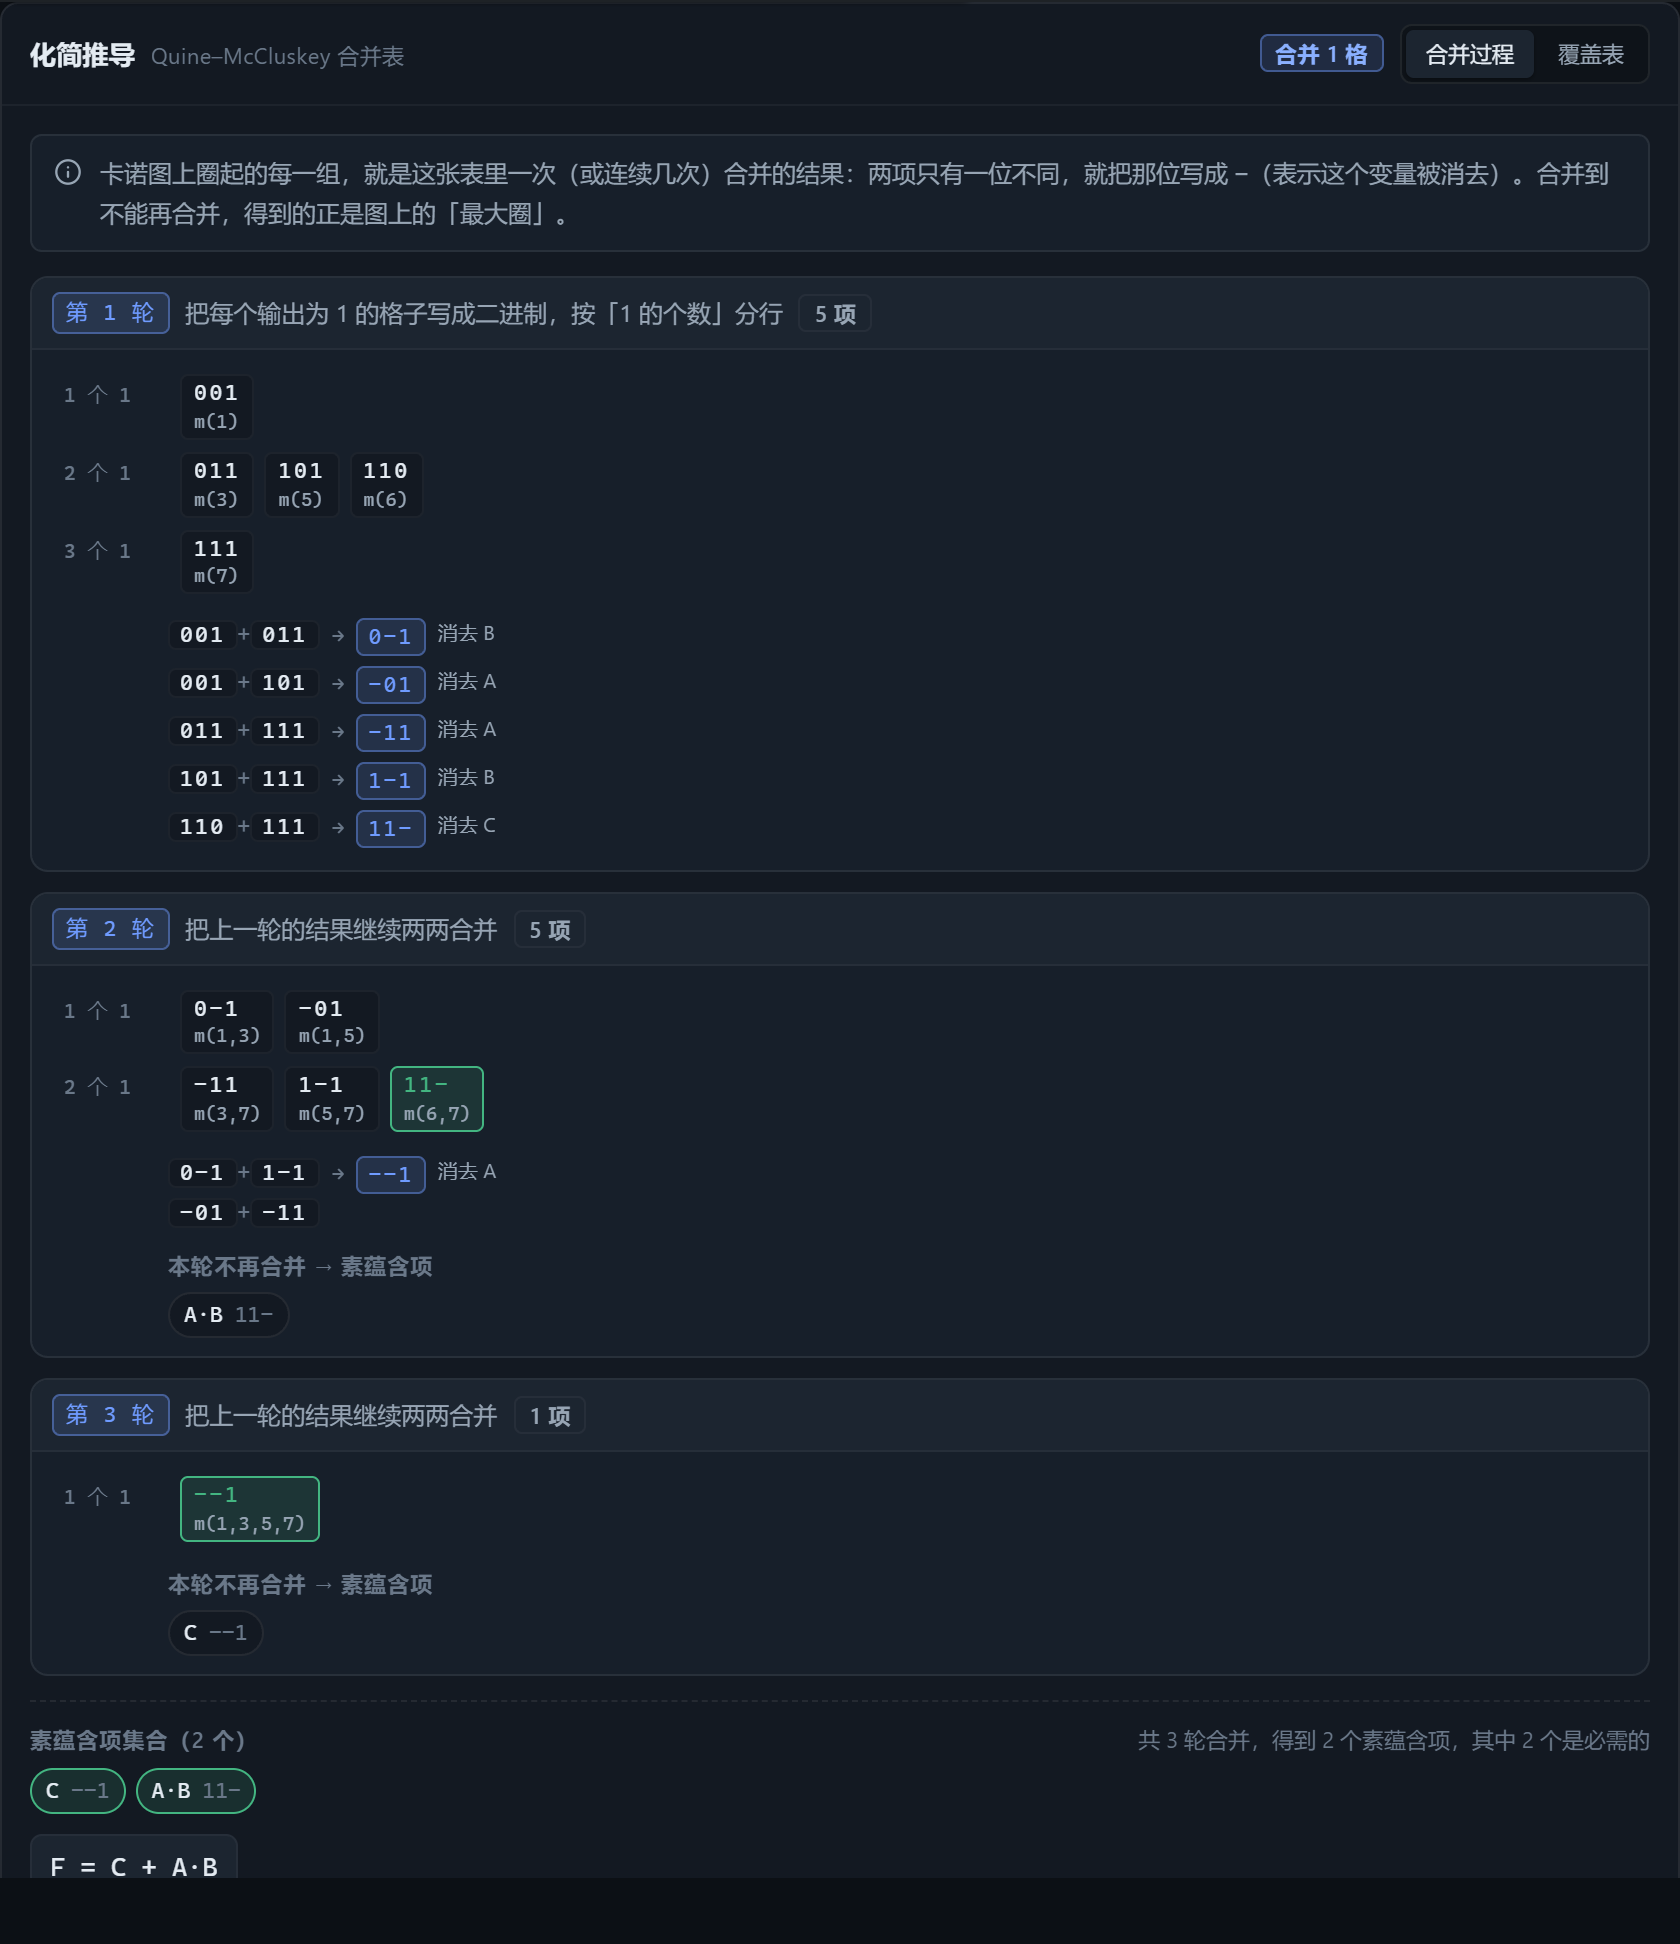 化简推导 Quine–McCluskey 合并表
合并 1 格 合并过程 覆盖表
卡诺图上圈起的每一组，就是这张表里一次（或连续几次）合并的结果：两项只有一位不同，就把那位写成 −（表示这个变量被消去）。合并到
不能再合并，得到的正是图上的「最大圈」。
第 1 轮 把每个输出为 1 的格子写成二进制，按「1 的个数」分行 5 项
1 个 1 001
m(1)
2 个 1 011 101 110
m(3) m(5) m(6)
3 个 1 111
m(7)
001 + 011 → 0−1 消去 B
001 + 101 → −01 消去 A
011 + 111 → −11 消去 A
101 + 111 → 1−1 消去 B
110 + 111 → 11− 消去 C
第 2 轮 把上一轮的结果继续两两合并 5 项
1 个 1 0−1 −01
m(1,3) m(1,5)
2 个 1 −11 1−1 11−
m(3,7) m(5,7) m(6,7)
0−1 + 1−1 → −−1 消去 A
−01 + −11
本轮不再合并 → 素蕴含项
A·B 11−
第 3 轮 把上一轮的结果继续两两合并 1 项
1 个 1 −−1
m(1,3,5,7)
本轮不再合并 → 素蕴含项
C −−1
素蕴含项集合（2 个） 共 3 轮合并，得到 2 个素蕴含项，其中 2 个是必需的
C −−1 A·B 11−
F = C + A·B